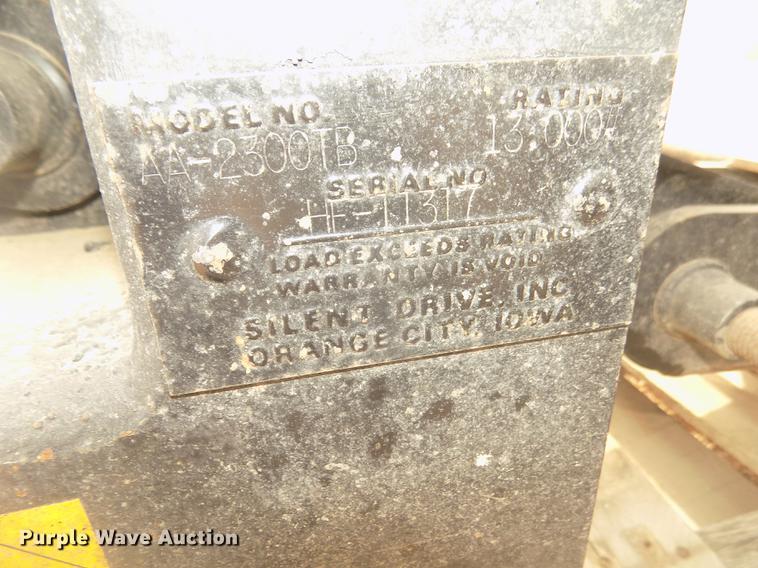 MODEL NO. RATING
AA-2300TB 13,000#
SERIAL NO
HF-11317
LOAD EXCEEDS RATING
WARRANTY IS VOID
SILENT DRIVE, INC
ORANGE CITY, IOWA
Purple Wave Auction